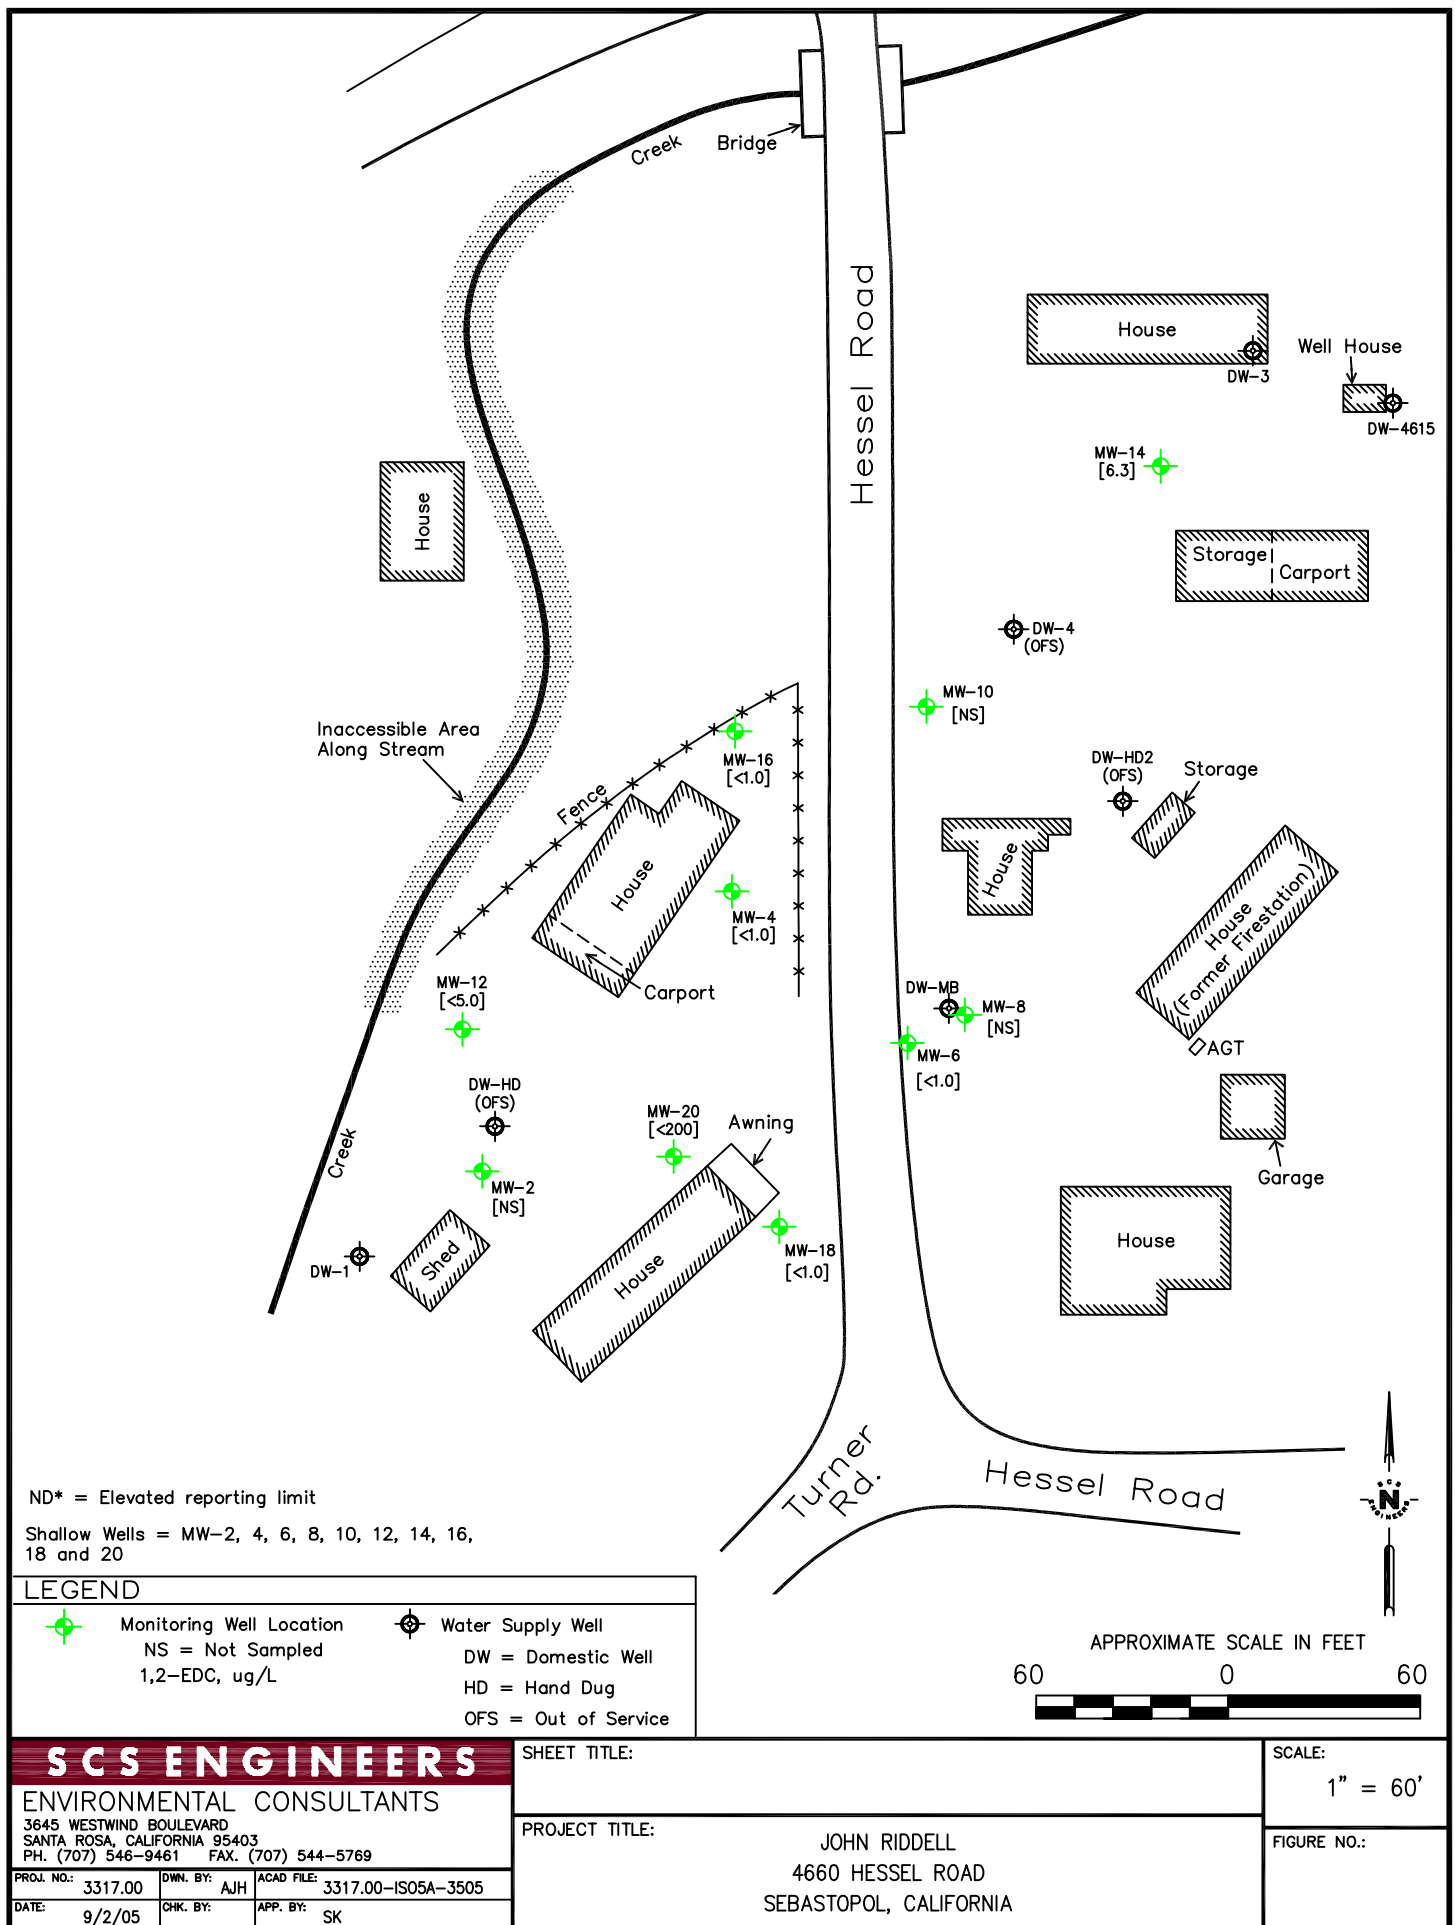 Creek
Bridge
Hessel Road
House
DW-3
Well House
DW-4615
MW-14
[6.3]
House
Storage
Carport
DW-4
(OFS)
MW-10
[NS]
Inaccessible Area
Along Stream
MW-16
[<1.0]
DW-HD2
(OFS)
Storage
Fence
House
House
MW-4
[<1.0]
House
(Former Firestation)
MW-12
[<5.0]
Carport
DW-MB
MW-8
[NS]
MW-6
[<1.0]
AGT
DW-HD
(OFS)
MW-20
[<200]
Awning
Creek
MW-2
[NS]
Garage
DW-1
Shed
House
MW-18
[<1.0]
House
Turner
Rd.
Hessel Road
SCS
N
ENGINEERS
ND* = Elevated reporting limit
Shallow Wells = MW-2, 4, 6, 8, 10, 12, 14, 16,
18 and 20
LEGEND
Monitoring Well Location
NS = Not Sampled
1,2-EDC, ug/L
Water Supply Well
DW = Domestic Well
HD = Hand Dug
OFS = Out of Service
APPROXIMATE SCALE IN FEET
60 0 60
SCS ENGINEERS
ENVIRONMENTAL CONSULTANTS
3645 WESTWIND BOULEVARD
SANTA ROSA, CALIFORNIA 95403
PH. (707) 546-9461 FAX. (707) 544-5769
PROJ. NO.: 3317.00
DWN. BY: AJH
ACAD FILE: 3317.00-IS05A-3505
DATE: 9/2/05
CHK. BY:
APP. BY: SK
SHEET TITLE:
PROJECT TITLE:
JOHN RIDDELL
4660 HESSEL ROAD
SEBASTOPOL, CALIFORNIA
SCALE:
1" = 60'
FIGURE NO.: